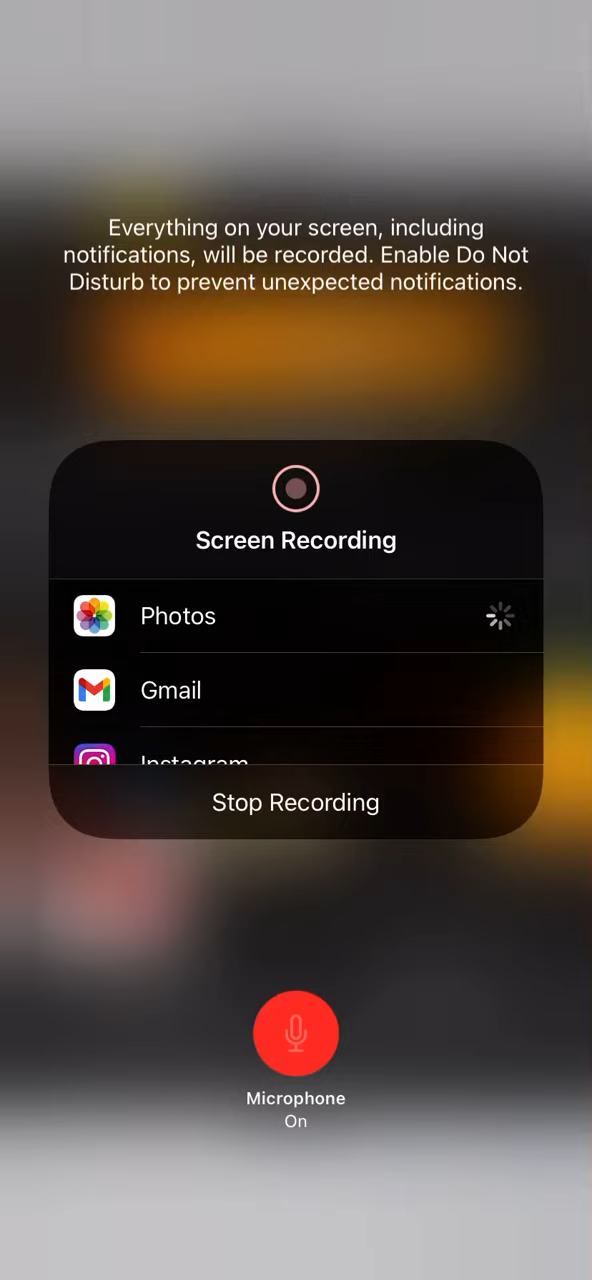 Everything on your screen, including
notifications, will be recorded. Enable Do Not
Disturb to prevent unexpected notifications.
Screen Recording
Photos
Gmail
Instagram
Stop Recording
Microphone
On